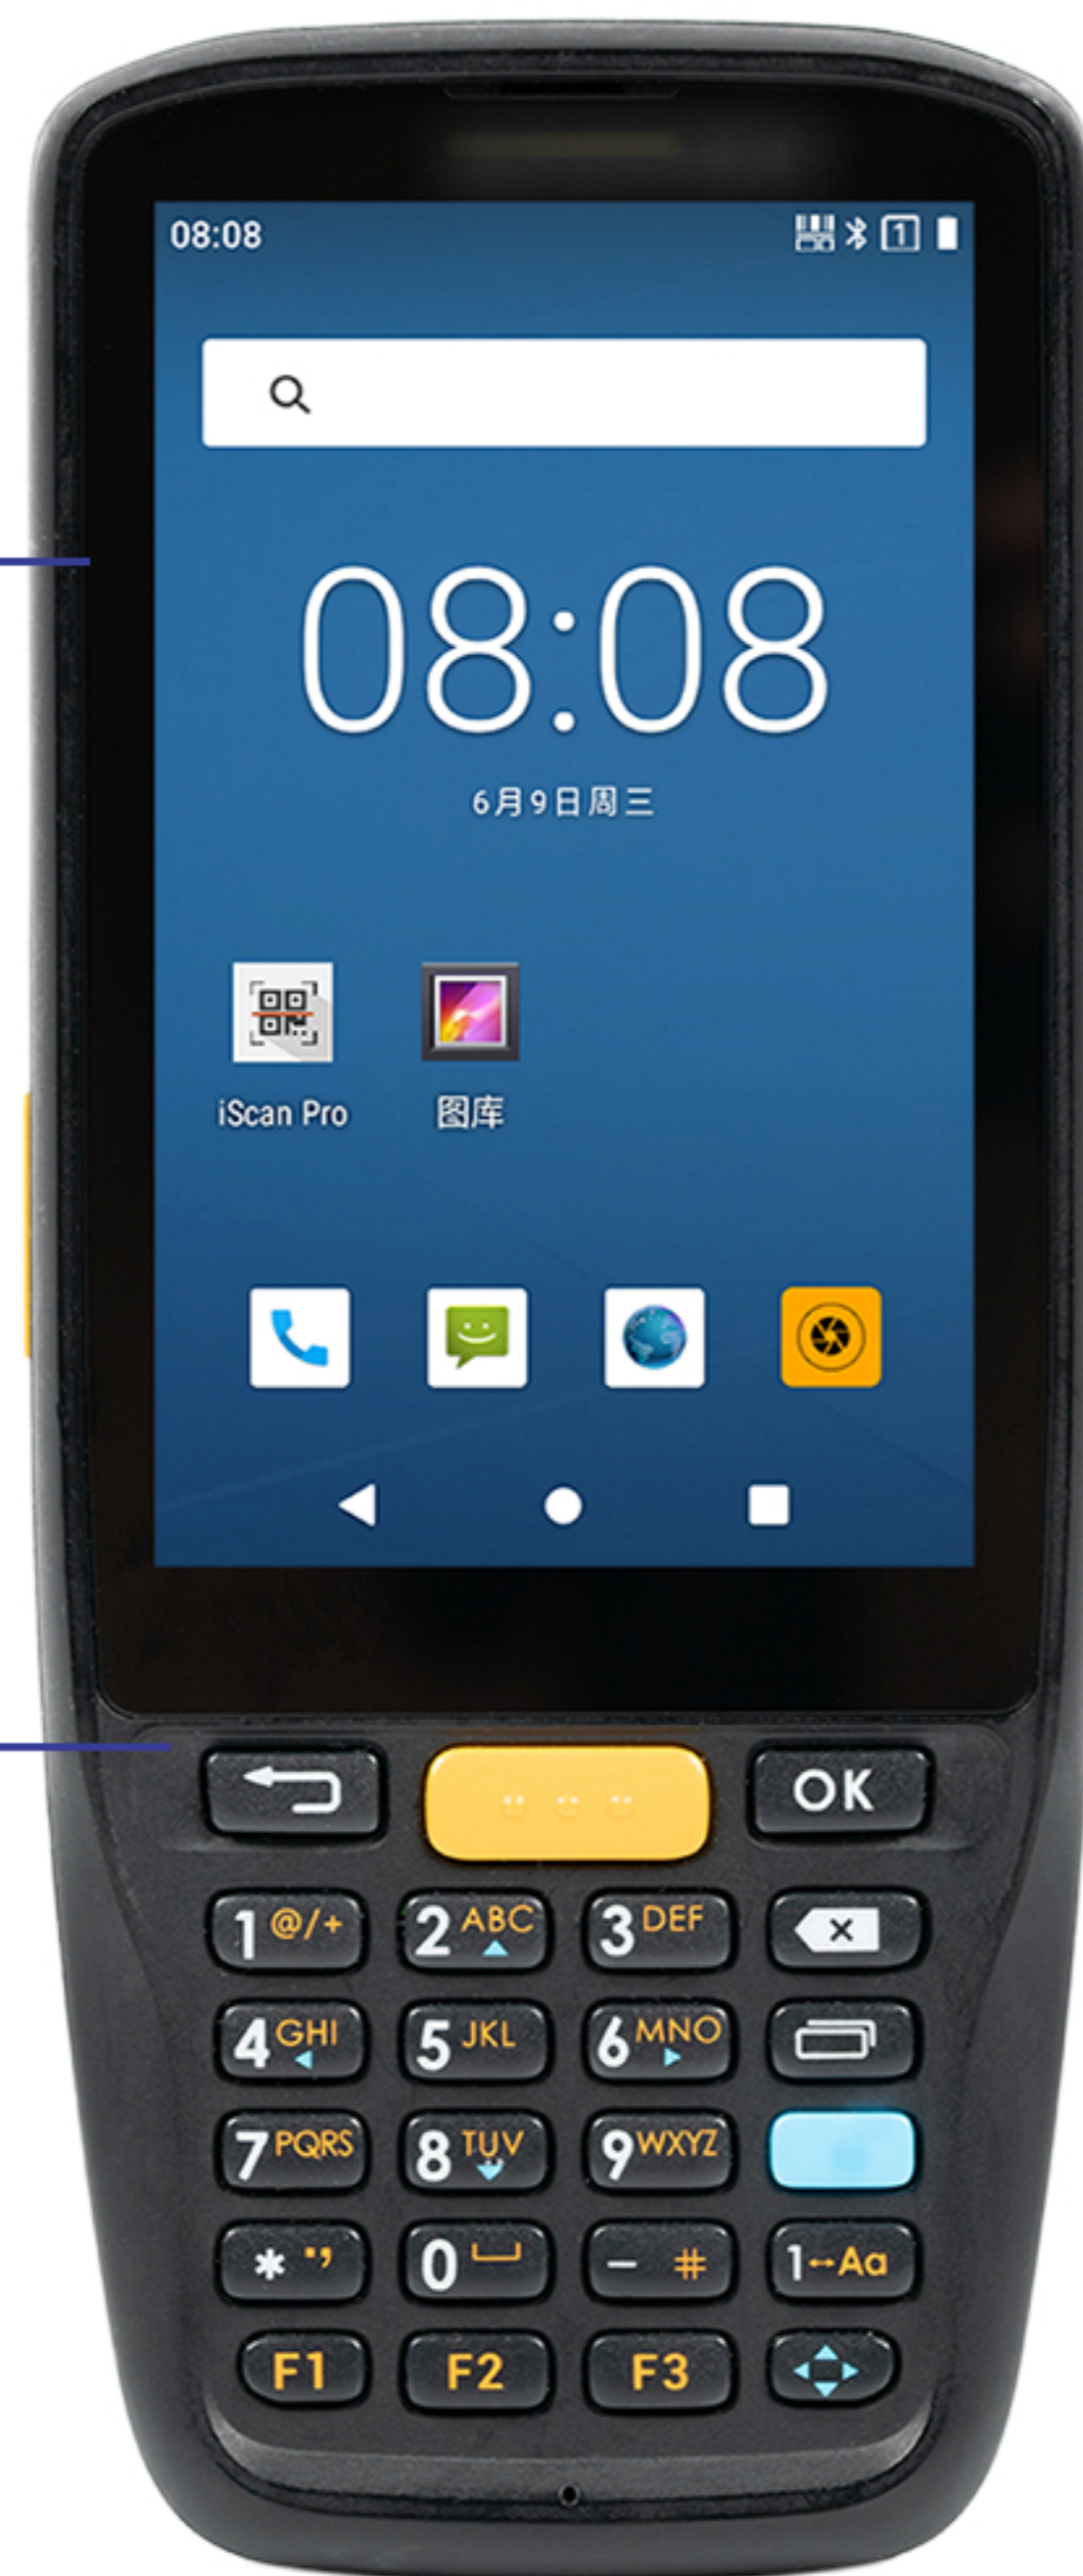 08:08 1
08:08
6月9日周三
iScan Pro 图库
OK
1 @/+ 2 ABC 3 DEF
4 GHI 5 JKL 6 MNO
7 PQRS 8 TUV 9 WXYZ
* ., 0 - # 1↔Aa
F1 F2 F3